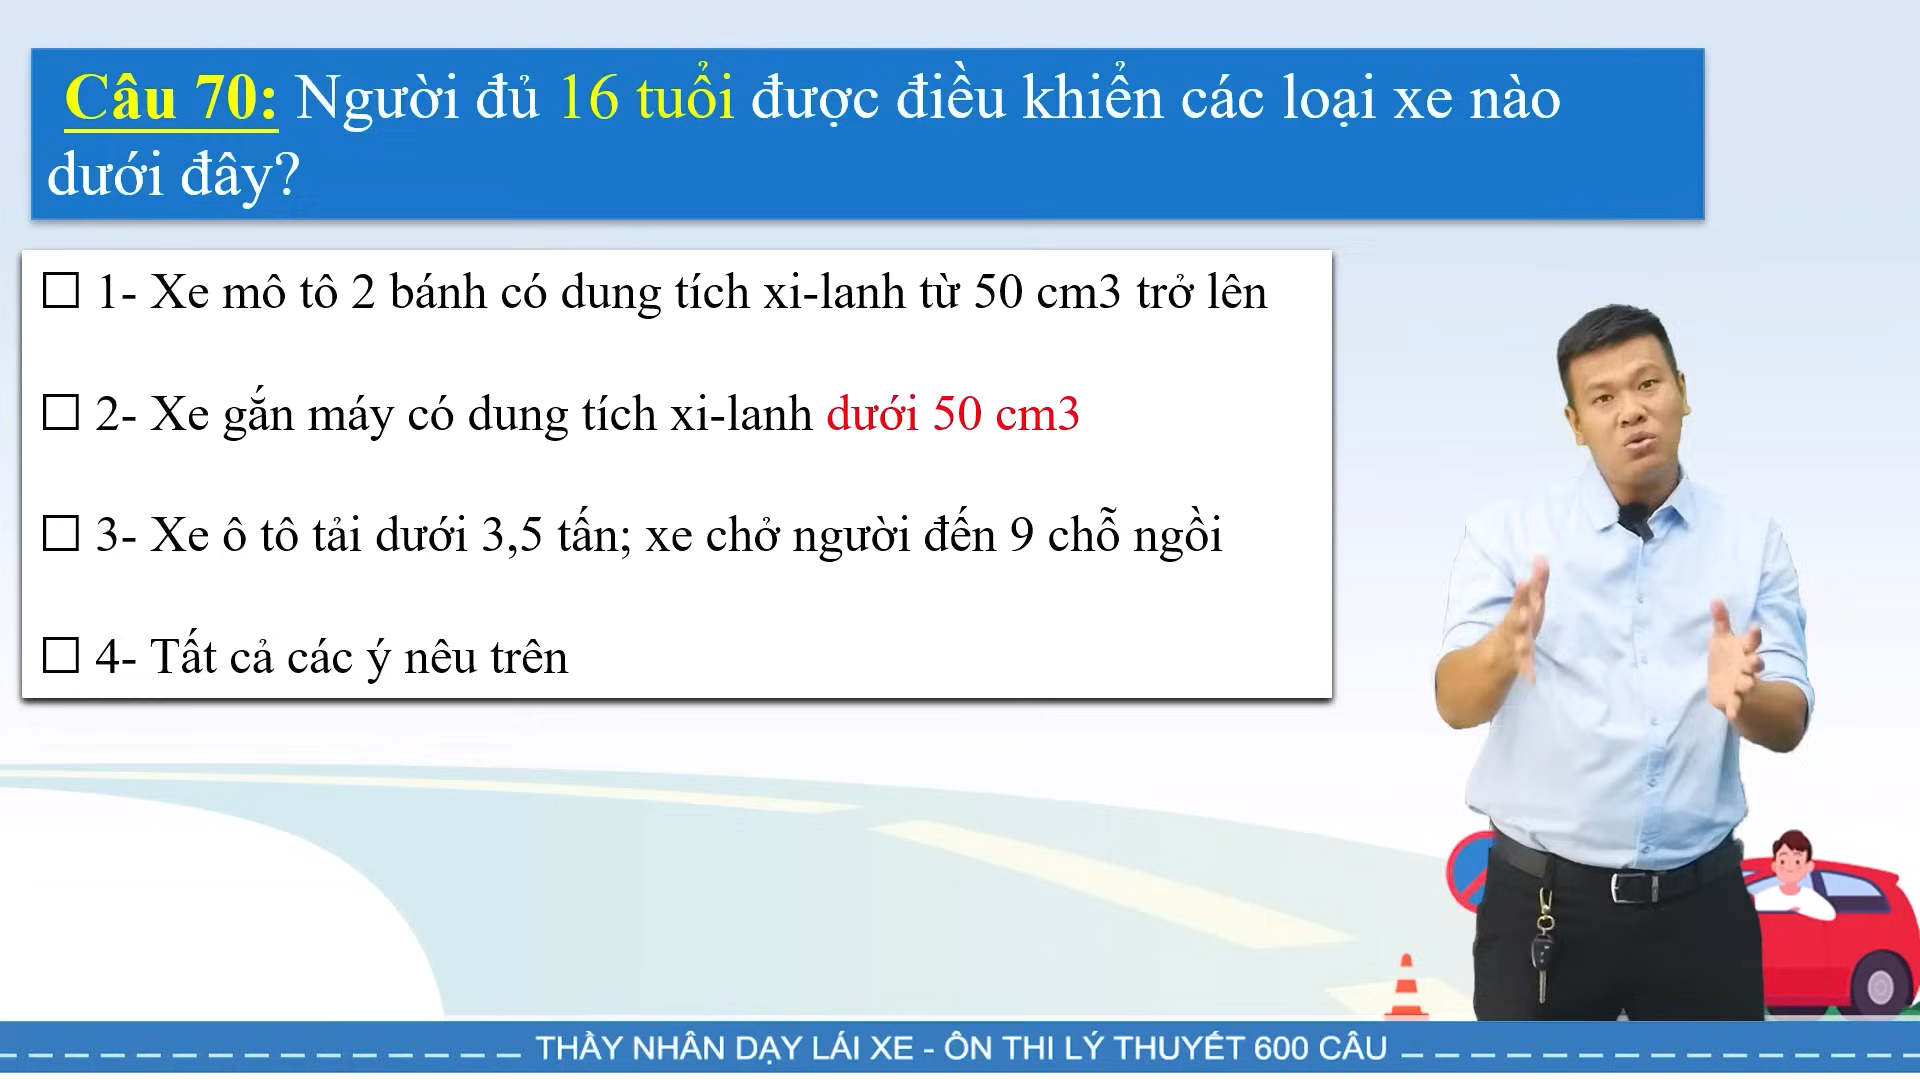 Câu 70: Người đủ 16 tuổi được điều khiển các loại xe nào
dưới đây?
☐ 1- Xe mô tô 2 bánh có dung tích xi-lanh từ 50 cm3 trở lên
☐ 2- Xe gắn máy có dung tích xi-lanh dưới 50 cm3
☐ 3- Xe ô tô tải dưới 3,5 tấn; xe chở người đến 9 chỗ ngồi
☐ 4- Tất cả các ý nêu trên
THẦY NHÂN DẠY LÁI XE - ÔN THI LÝ THUYẾT 600 CÂU